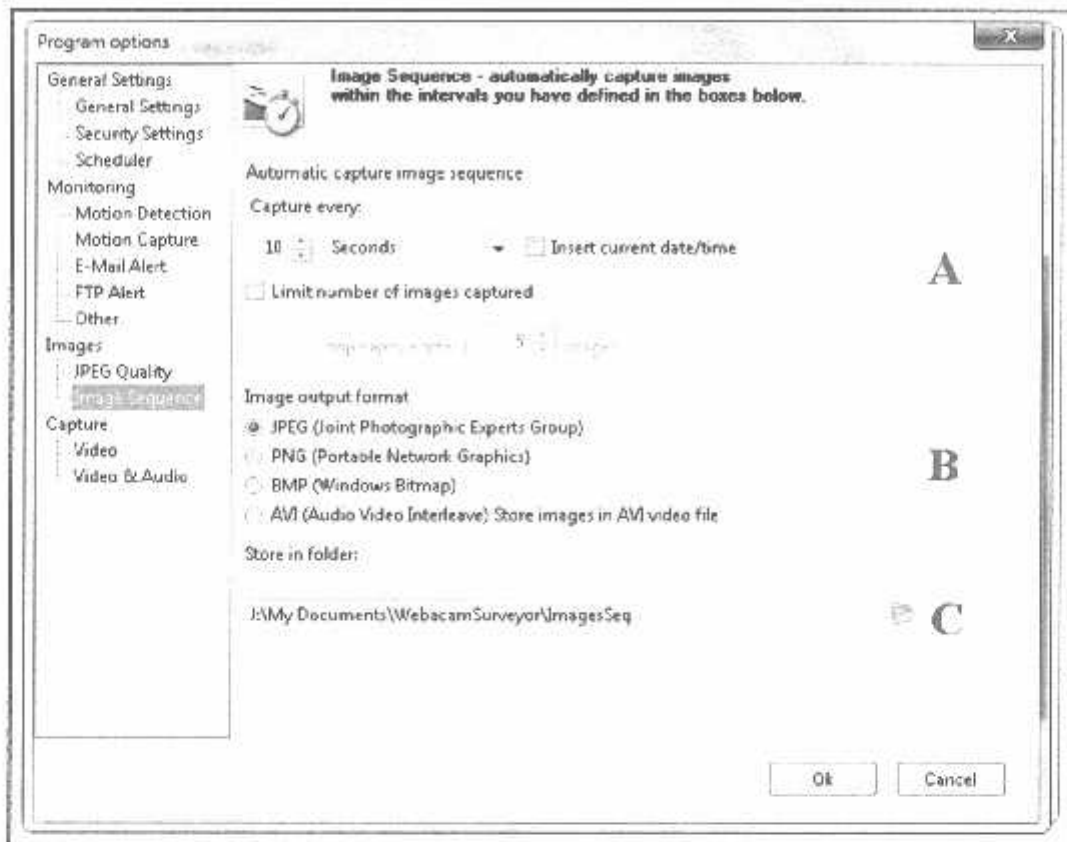 Program options
General Settings
General Settings
Security Settings
Scheduler
Monitoring
Motion Detection
Motion Capture
E-Mail Alert
FTP Alert
Other
Images
JPEG Quality
Image Sequence
Capture
Video
Video & Audio
Image Sequence - automatically capture images
within the intervals you have defined in the boxes below.
Automatic capture image sequence
Capture every:
10 Seconds Insert current date/time
A
Limit number of images captured
5
Image output format
JPEG (Joint Photographic Experts Group)
PNG (Portable Network Graphics)
B
BMP (Windows Bitmap)
AVI (Audio Video Interleave) Store images in AVI video file
Store in folder:
J:\My Documents\WebacamSurveyor\ImagesSeq
C
Ok Cancel